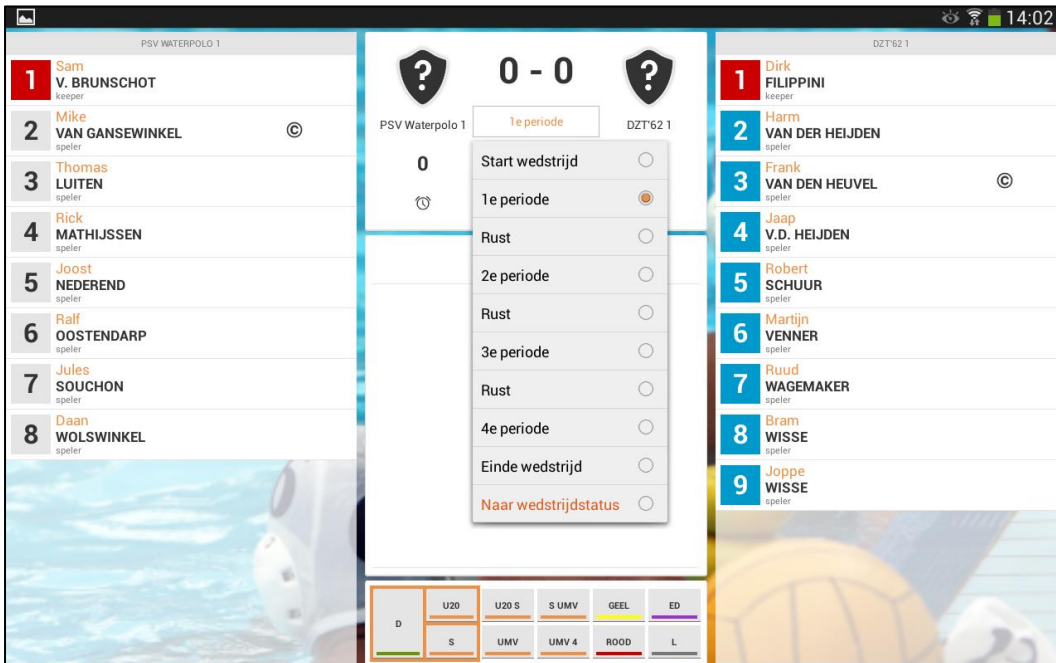 14:02
PSV WATERPOLO 1
1
Sam
V. BRUNSCHOT
keeper
2
Mike
VAN GANSEWINKEL ©
speler
3
Thomas
LUITEN
speler
4
Rick
MATHIJSSEN
speler
5
Joost
NEDEREND
speler
6
Ralf
OOSTENDARP
speler
7
Jules
SOUCHON
speler
8
Daan
WOLSWINKEL
speler
? 0 - 0 ?
PSV Waterpolo 1 1e periode DZT'62 1
0
Start wedstrijd
1e periode
Rust
2e periode
Rust
3e periode
Rust
4e periode
Einde wedstrijd
Naar wedstrijdstatus
D
U20 U20 S S UMV GEEL ED
S UMV UMV 4 ROOD L
DZT'62 1
1
Dirk
FILIPPINI
keeper
2
Harm
VAN DER HEIJDEN
speler
3
Frank
VAN DEN HEUVEL ©
speler
4
Jaap
V.D. HEIJDEN
speler
5
Robert
SCHUUR
speler
6
Martijn
VENNER
speler
7
Ruud
WAGEMAKER
speler
8
Bram
WISSE
speler
9
Joppe
WISSE
speler